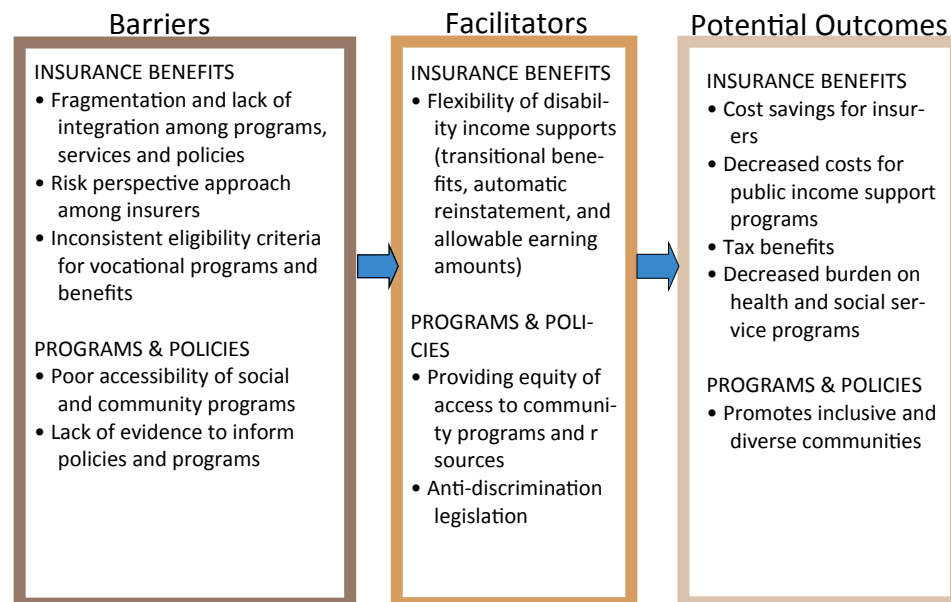 Barriers
INSURANCE BENEFITS
• Fragmentation and lack of
integration among programs,
services and policies
• Risk perspective approach
among insurers
• Inconsistent eligibility criteria
for vocational programs and
benefits
PROGRAMS & POLICIES
• Poor accessibility of social
and community programs
• Lack of evidence to inform
policies and programs
Facilitators
INSURANCE BENEFITS
• Flexibility of disabil-
ity income supports
(transitional bene-
fits, automatic
reinstatement, and
allowable earning
amounts)
PROGRAMS & POLI-
CIES
• Providing equity of
access to communi-
ty programs and r
sources
• Anti-discrimination
legislation
Potential Outcomes
INSURANCE BENEFITS
• Cost savings for insur-
ers
• Decreased costs for
public income support
programs
• Tax benefits
• Decreased burden on
health and social ser-
vice programs
PROGRAMS & POLICIES
• Promotes inclusive and
diverse communities